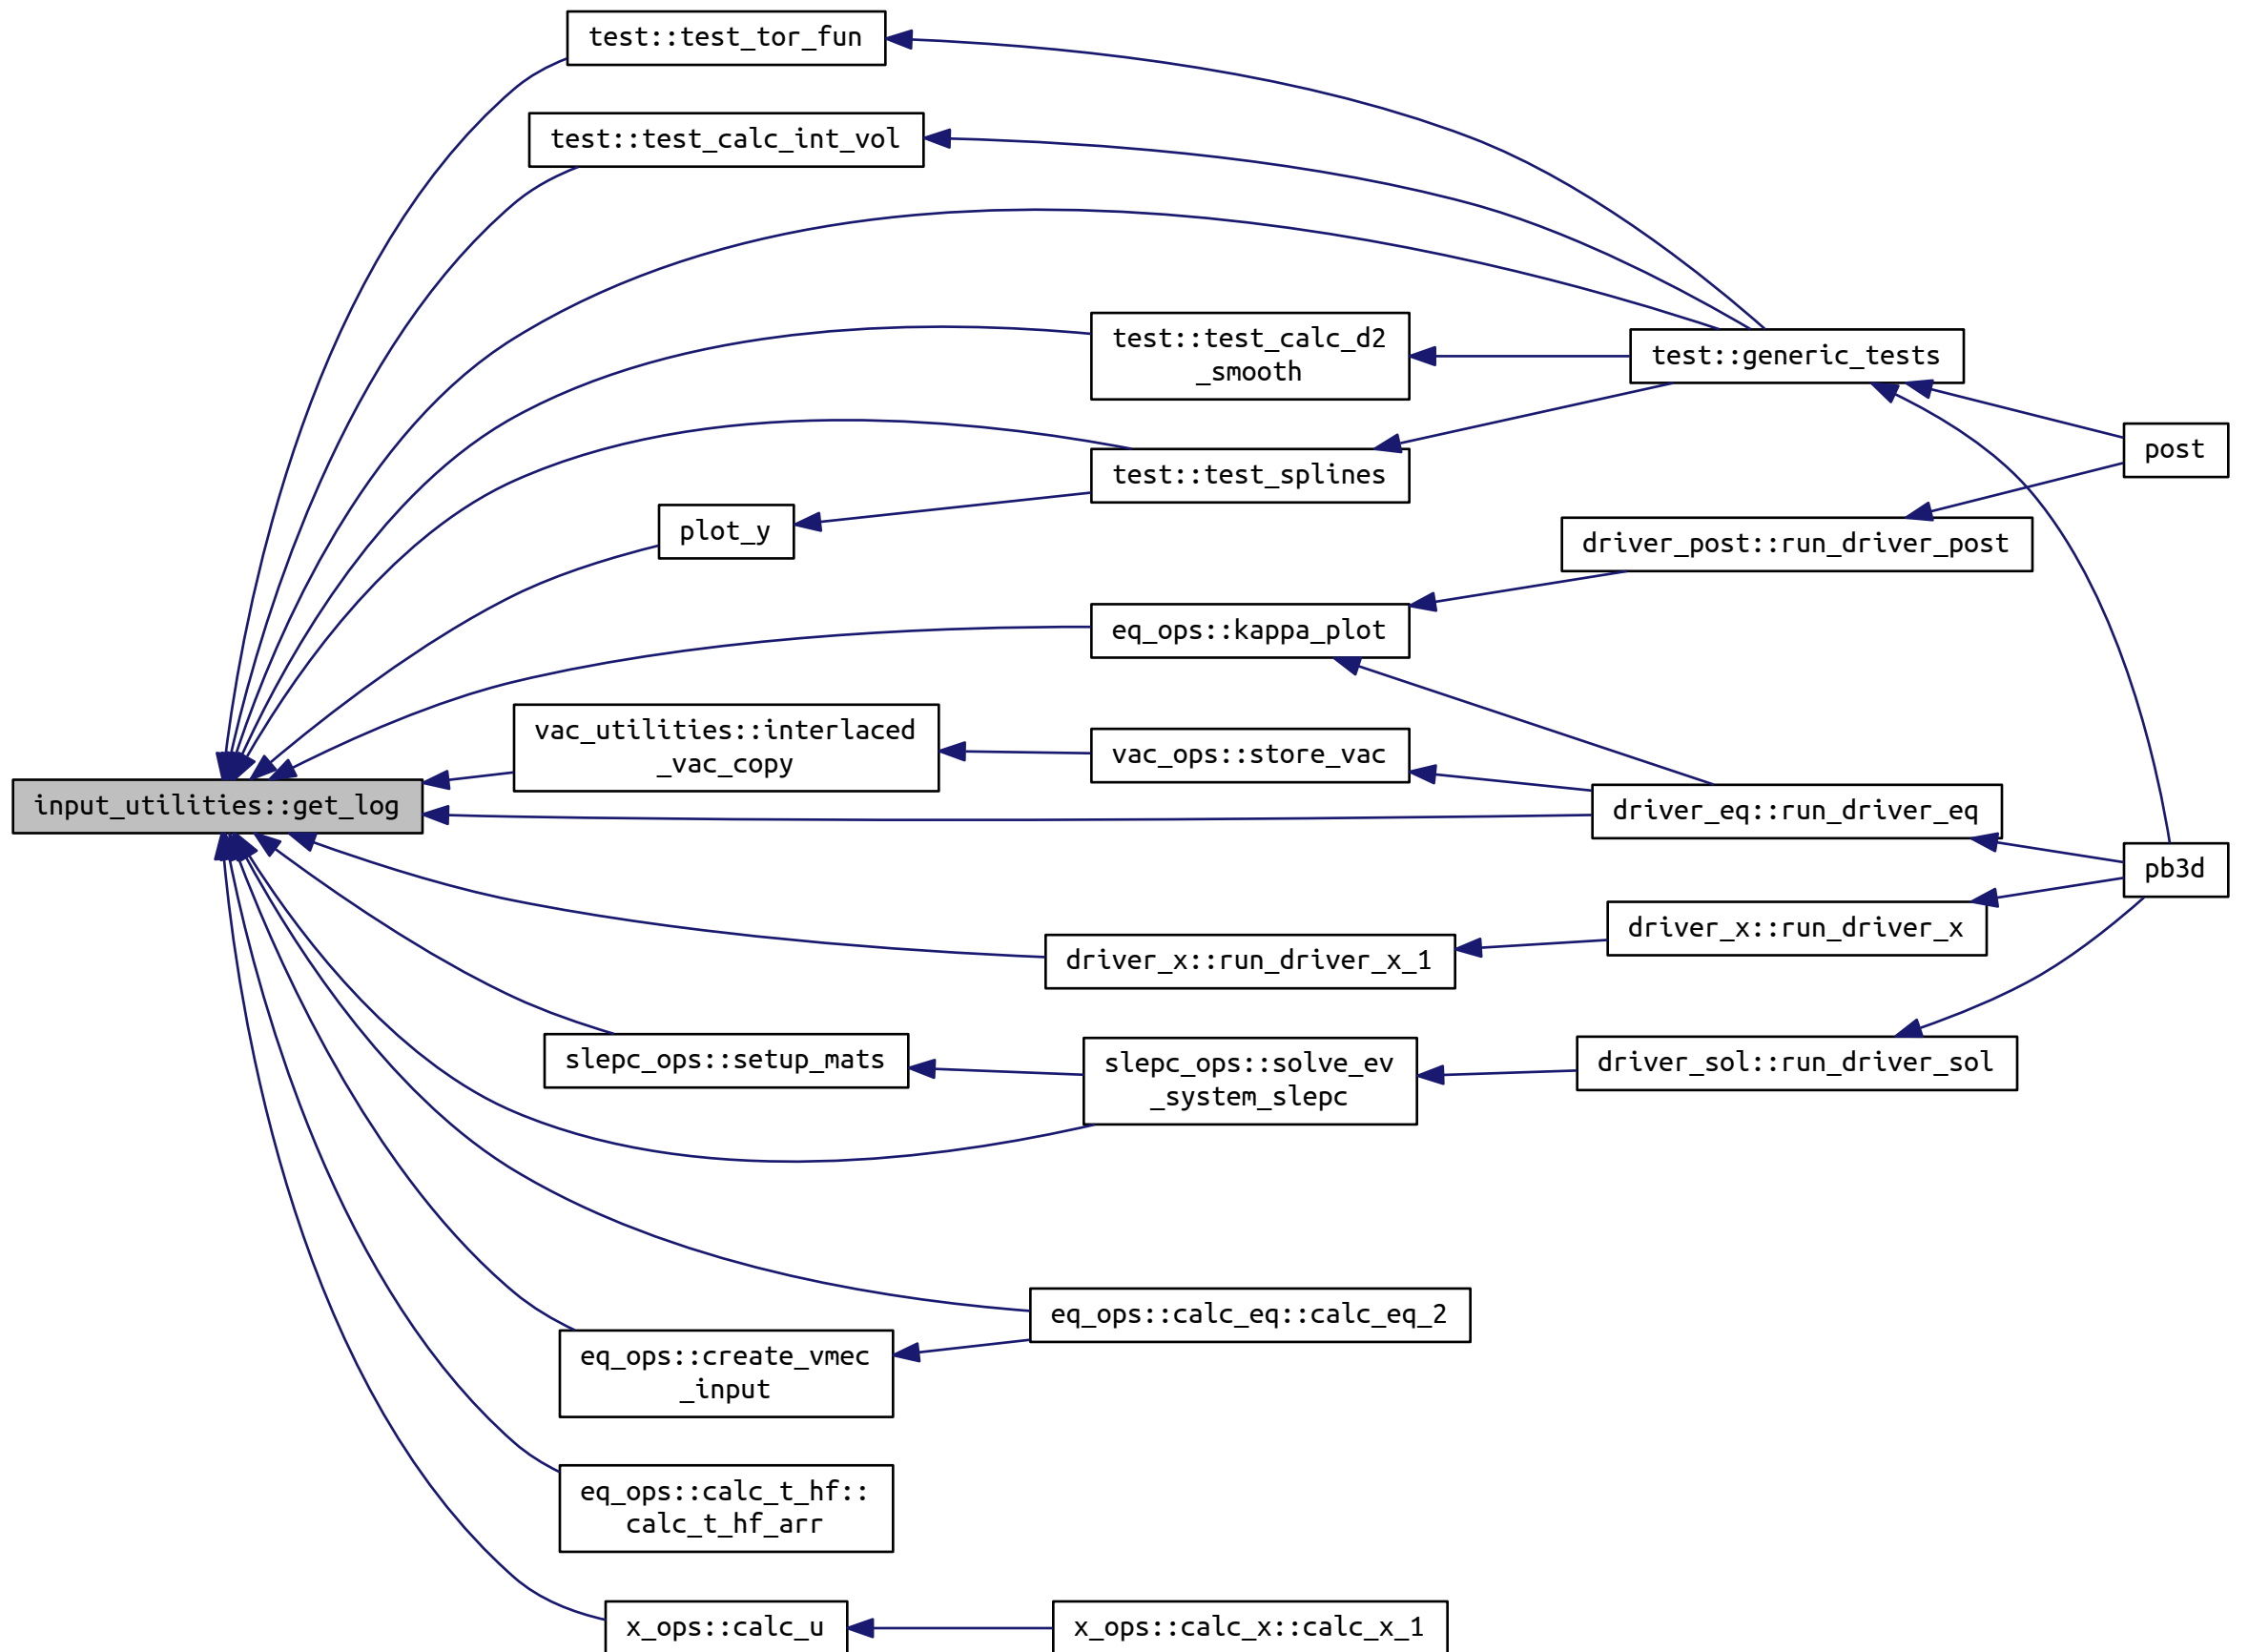 test::test_tor_fun
test::test_calc_int_vol
test::test_calc_d2
_smooth
test::generic_tests
post
test::test_splines
plot_y
driver_post::run_driver_post
eq_ops::kappa_plot
vac_utilities::interlaced
_vac_copy
vac_ops::store_vac
input_utilities::get_log
driver_eq::run_driver_eq
pb3d
driver_x::run_driver_x
driver_x::run_driver_x_1
slepc_ops::setup_mats
slepc_ops::solve_ev
_system_slepc
driver_sol::run_driver_sol
eq_ops::calc_eq::calc_eq_2
eq_ops::create_vmec
_input
eq_ops::calc_t_hf::
calc_t_hf_arr
x_ops::calc_u
x_ops::calc_x::calc_x_1